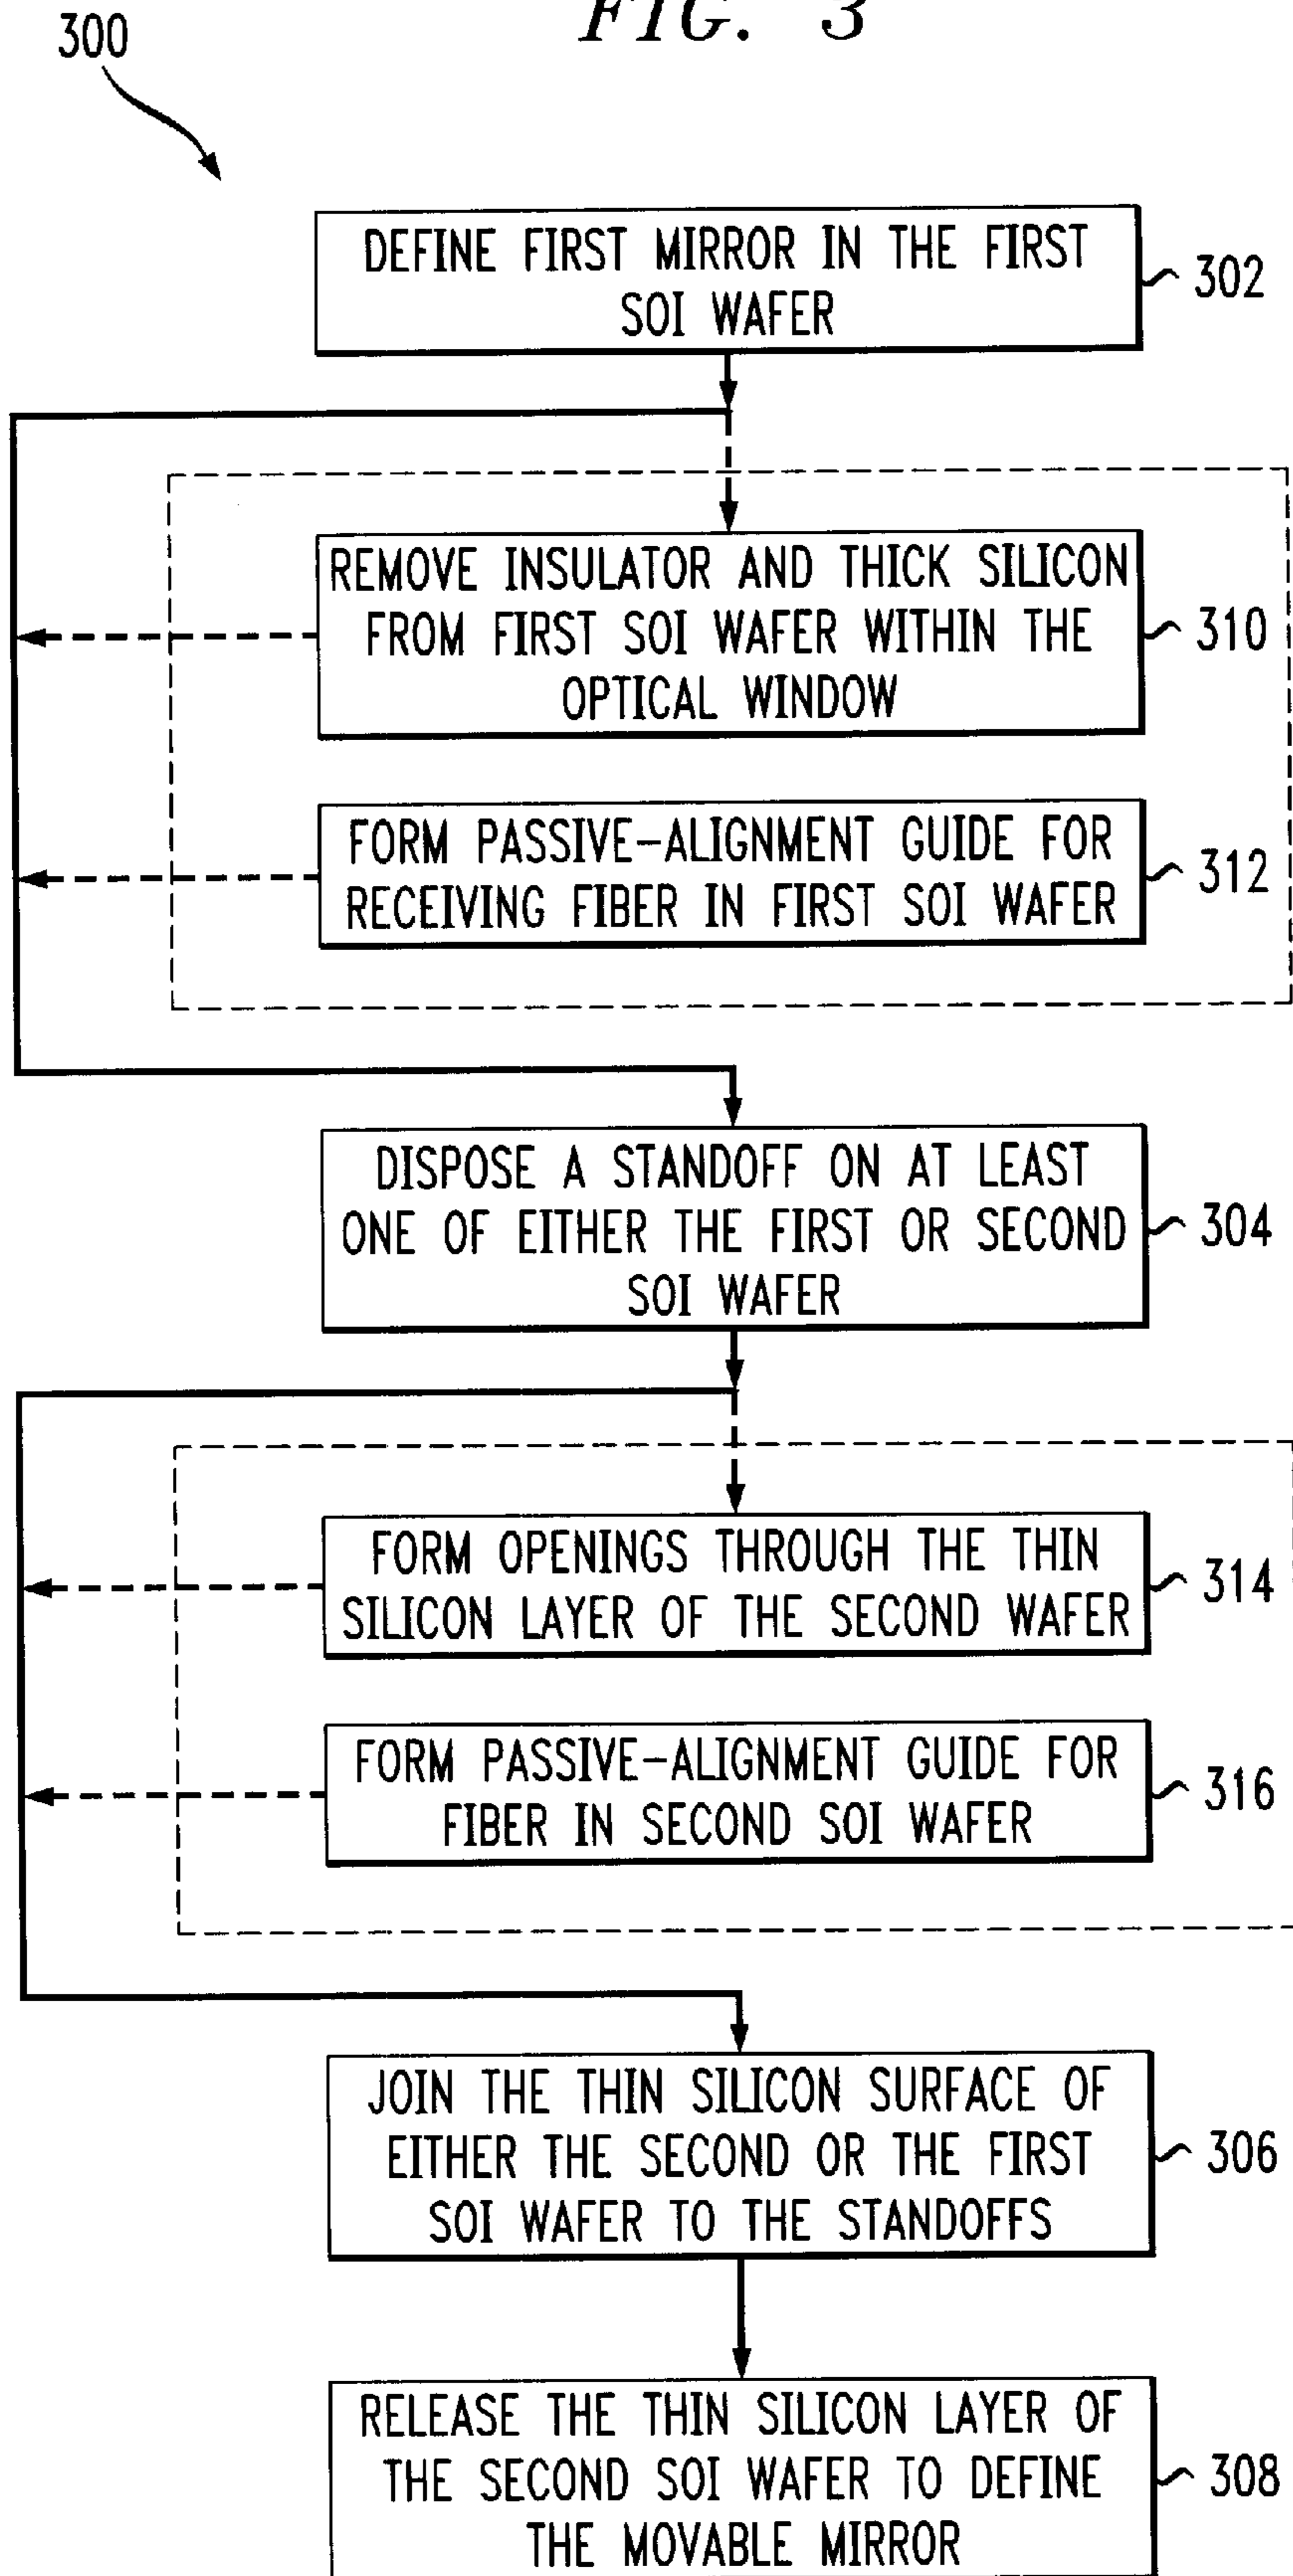 FIG. 3
300
DEFINE FIRST MIRROR IN THE FIRST
SOI WAFER
302
REMOVE INSULATOR AND THICK SILICON
FROM FIRST SOI WAFER WITHIN THE
OPTICAL WINDOW
310
FORM PASSIVE-ALIGNMENT GUIDE FOR
RECEIVING FIBER IN FIRST SOI WAFER
312
DISPOSE A STANDOFF ON AT LEAST
ONE OF EITHER THE FIRST OR SECOND
SOI WAFER
304
FORM OPENINGS THROUGH THE THIN
SILICON LAYER OF THE SECOND WAFER
314
FORM PASSIVE-ALIGNMENT GUIDE FOR
FIBER IN SECOND SOI WAFER
316
JOIN THE THIN SILICON SURFACE OF
EITHER THE SECOND OR THE FIRST
SOI WAFER TO THE STANDOFFS
306
RELEASE THE THIN SILICON LAYER OF
THE SECOND SOI WAFER TO DEFINE
THE MOVABLE MIRROR
308